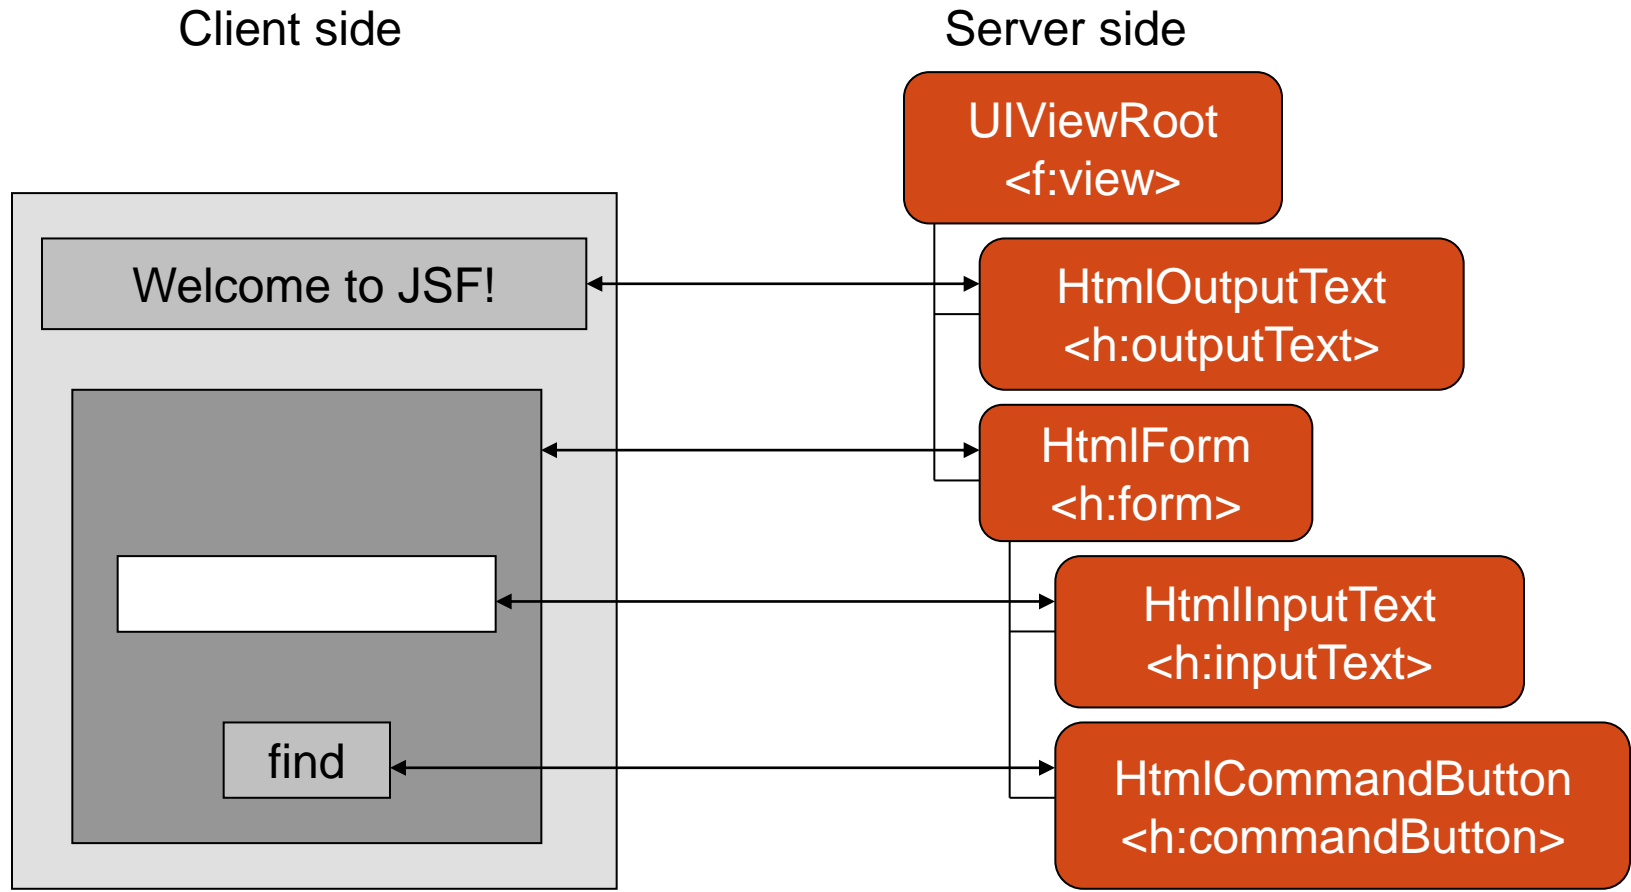 Client side
Server side
UIViewRoot
<f:view>
Welcome to JSF!
HtmlOutputText
<h:outputText>
HtmlForm
<h:form>
HtmlInputText
<h:inputText>
find
HtmlCommandButton
<h:commandButton>